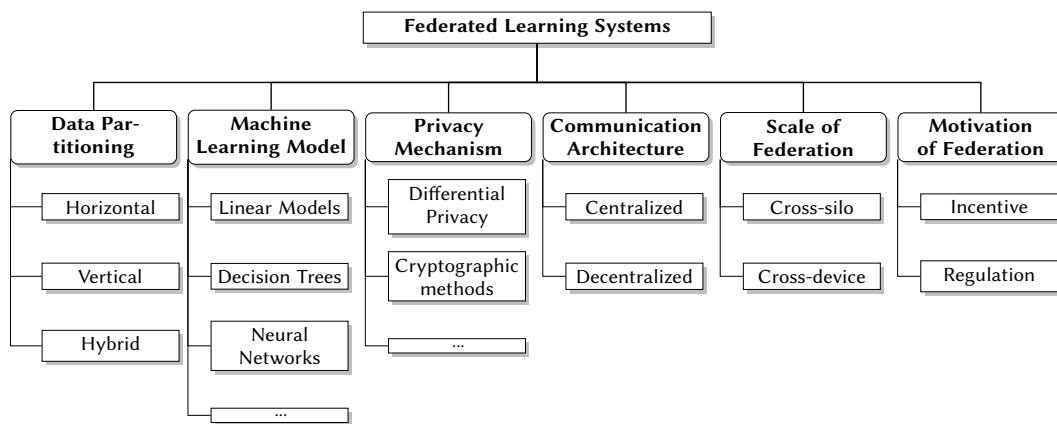 Federated Learning Systems
Data Par-
titioning
Horizontal
Vertical
Hybrid
Machine
Learning Model
Linear Models
Decision Trees
Neural
Networks
...
Privacy
Mechanism
Differential
Privacy
Cryptographic
methods
...
Communication
Architecture
Centralized
Decentralized
Scale of
Federation
Cross-silo
Cross-device
Motivation
of Federation
Incentive
Regulation